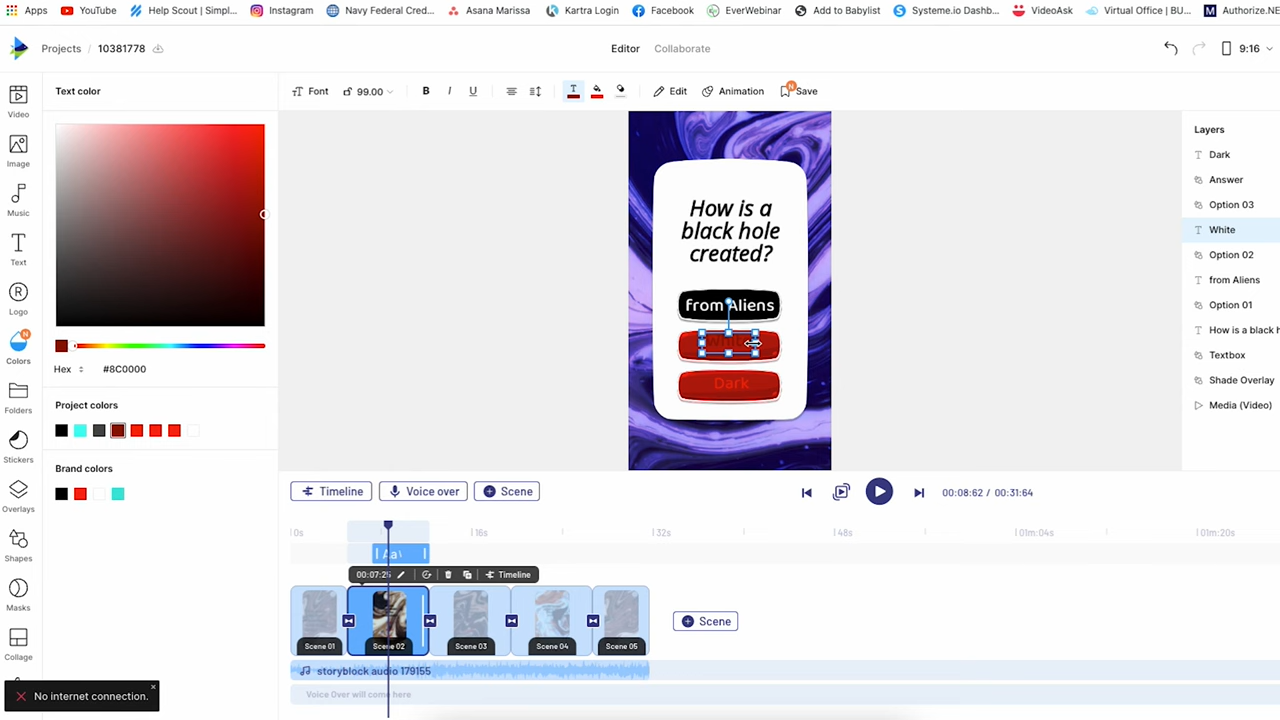 Apps YouTube Help Scout | Simpl... Instagram Navy Federal Cred... Asana Marissa Kartra Login Facebook EverWebinar Add to Babylist Systeme.io Dashb... VideoAsk Virtual Office | BU... Authorize.NE
Projects / 10381778 Editor Collaborate 9:16
Text color Font 99.00 B I U T Edit Animation N Save
Video
Image
Music
Text
Logo
N
Colors
Folders
Stickers
Overlays
Shapes
Masks
Collage
Hex #8C0000
Project colors
Brand colors
How is a
black hole
created?
from Aliens
White
Dark
Layers
Dark
Answer
Option 03
White
Option 02
from Aliens
Option 01
How is a black h
Textbox
Shade Overlay
Media (Video)
Timeline Voice over Scene 00:08:62 / 00:31:64
0s 16s 32s 48s 01m:04s 01m:20s
Aa
00:07:25 Timeline
Scene 01 Scene 02 Scene 03 Scene 04 Scene 05 Scene
storyblock audio 179155
Voice Over will come here
No internet connection.